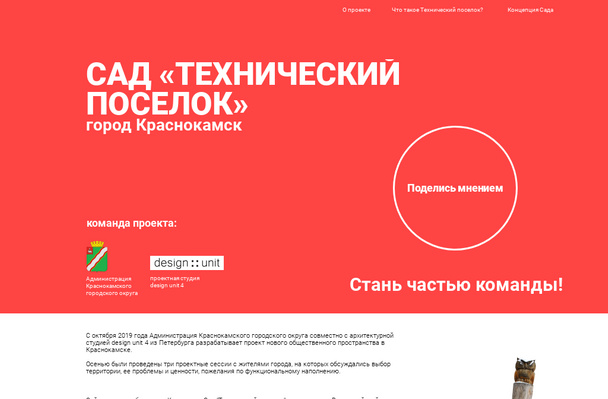 О проекте
Что такое Технический поселок?
Концепция Сада
САД «ТЕХНИЧЕСКИЙ
ПОСЕЛОК»
город Краснокамск
Поделись мнением
команда проекта:
design :: unit
Администрация
Краснокамского
городского округа
проектная студия
design unit 4
Стань частью команды!
С октября 2019 года Администрация Краснокамского городского округа совместно с архитектурной
студией design unit 4 из Петербурга разрабатывает проект нового общественного пространства в
Краснокамске.
Осенью были проведены три проектные сессии с жителями города, на которых обсуждались выбор
территории, ее проблемы и ценности, пожелания по функциональному наполнению.